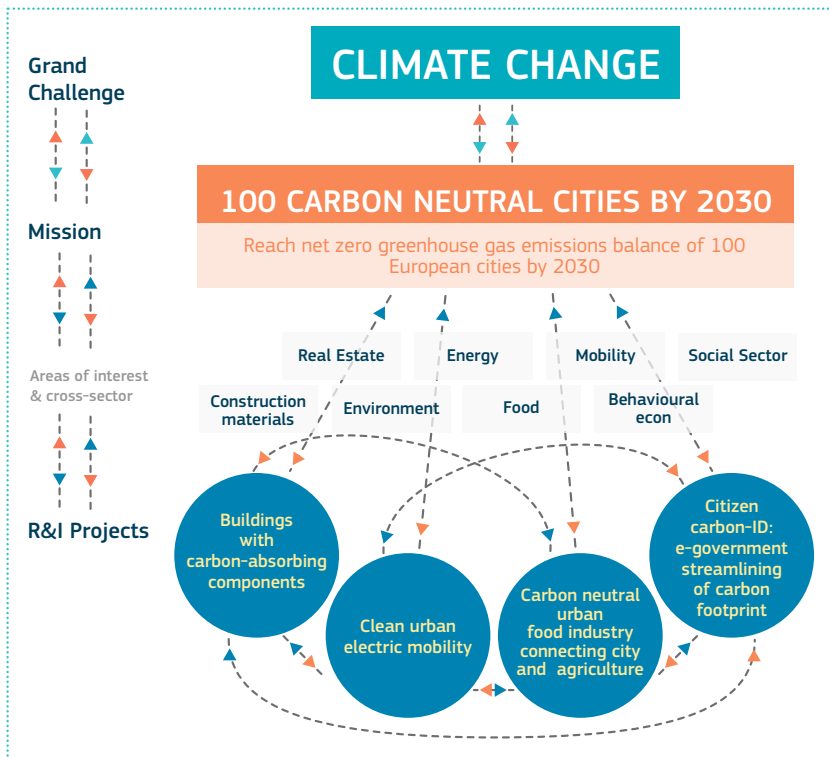 Grand
Challenge
CLIMATE CHANGE
Mission
100 CARBON NEUTRAL CITIES BY 2030
Reach net zero greenhouse gas emissions balance of 100
European cities by 2030
Areas of interest
& cross-sector
Real Estate
Energy
Mobility
Social Sector
Construction
materials
Environment
Food
Behavioural
econ
R&I Projects
Buildings
with
carbon-absorbing
components
Clean urban
electric mobility
Carbon neutral
urban
food industry
connecting city
and agriculture
Citizen
carbon-ID:
e-government
streamlining
of carbon
footprint